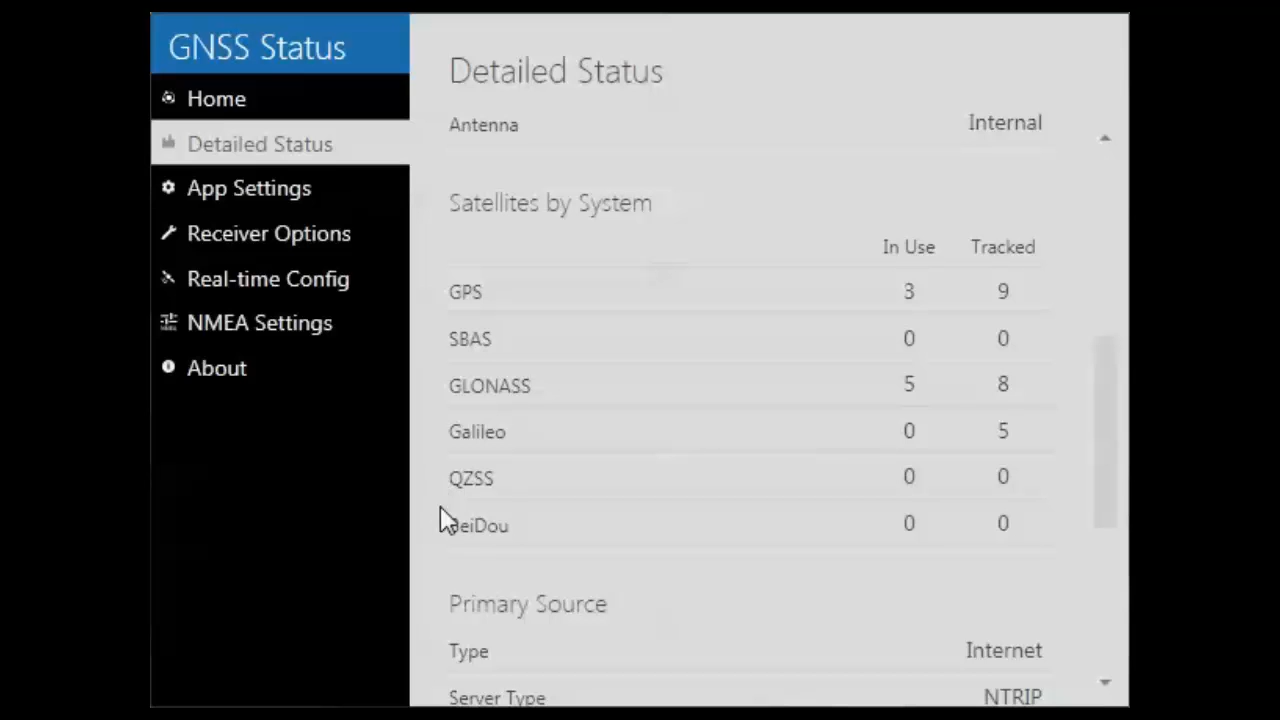 GNSS Status
Home
Detailed Status
App Settings
Receiver Options
Real-time Config
NMEA Settings
About
Detailed Status
Antenna Internal
Satellites by System
In Use Tracked
GPS 3 9
SBAS 0 0
GLONASS 5 8
Galileo 0 5
QZSS 0 0
BeiDou 0 0
Primary Source
Type Internet
Server Type NTRIP